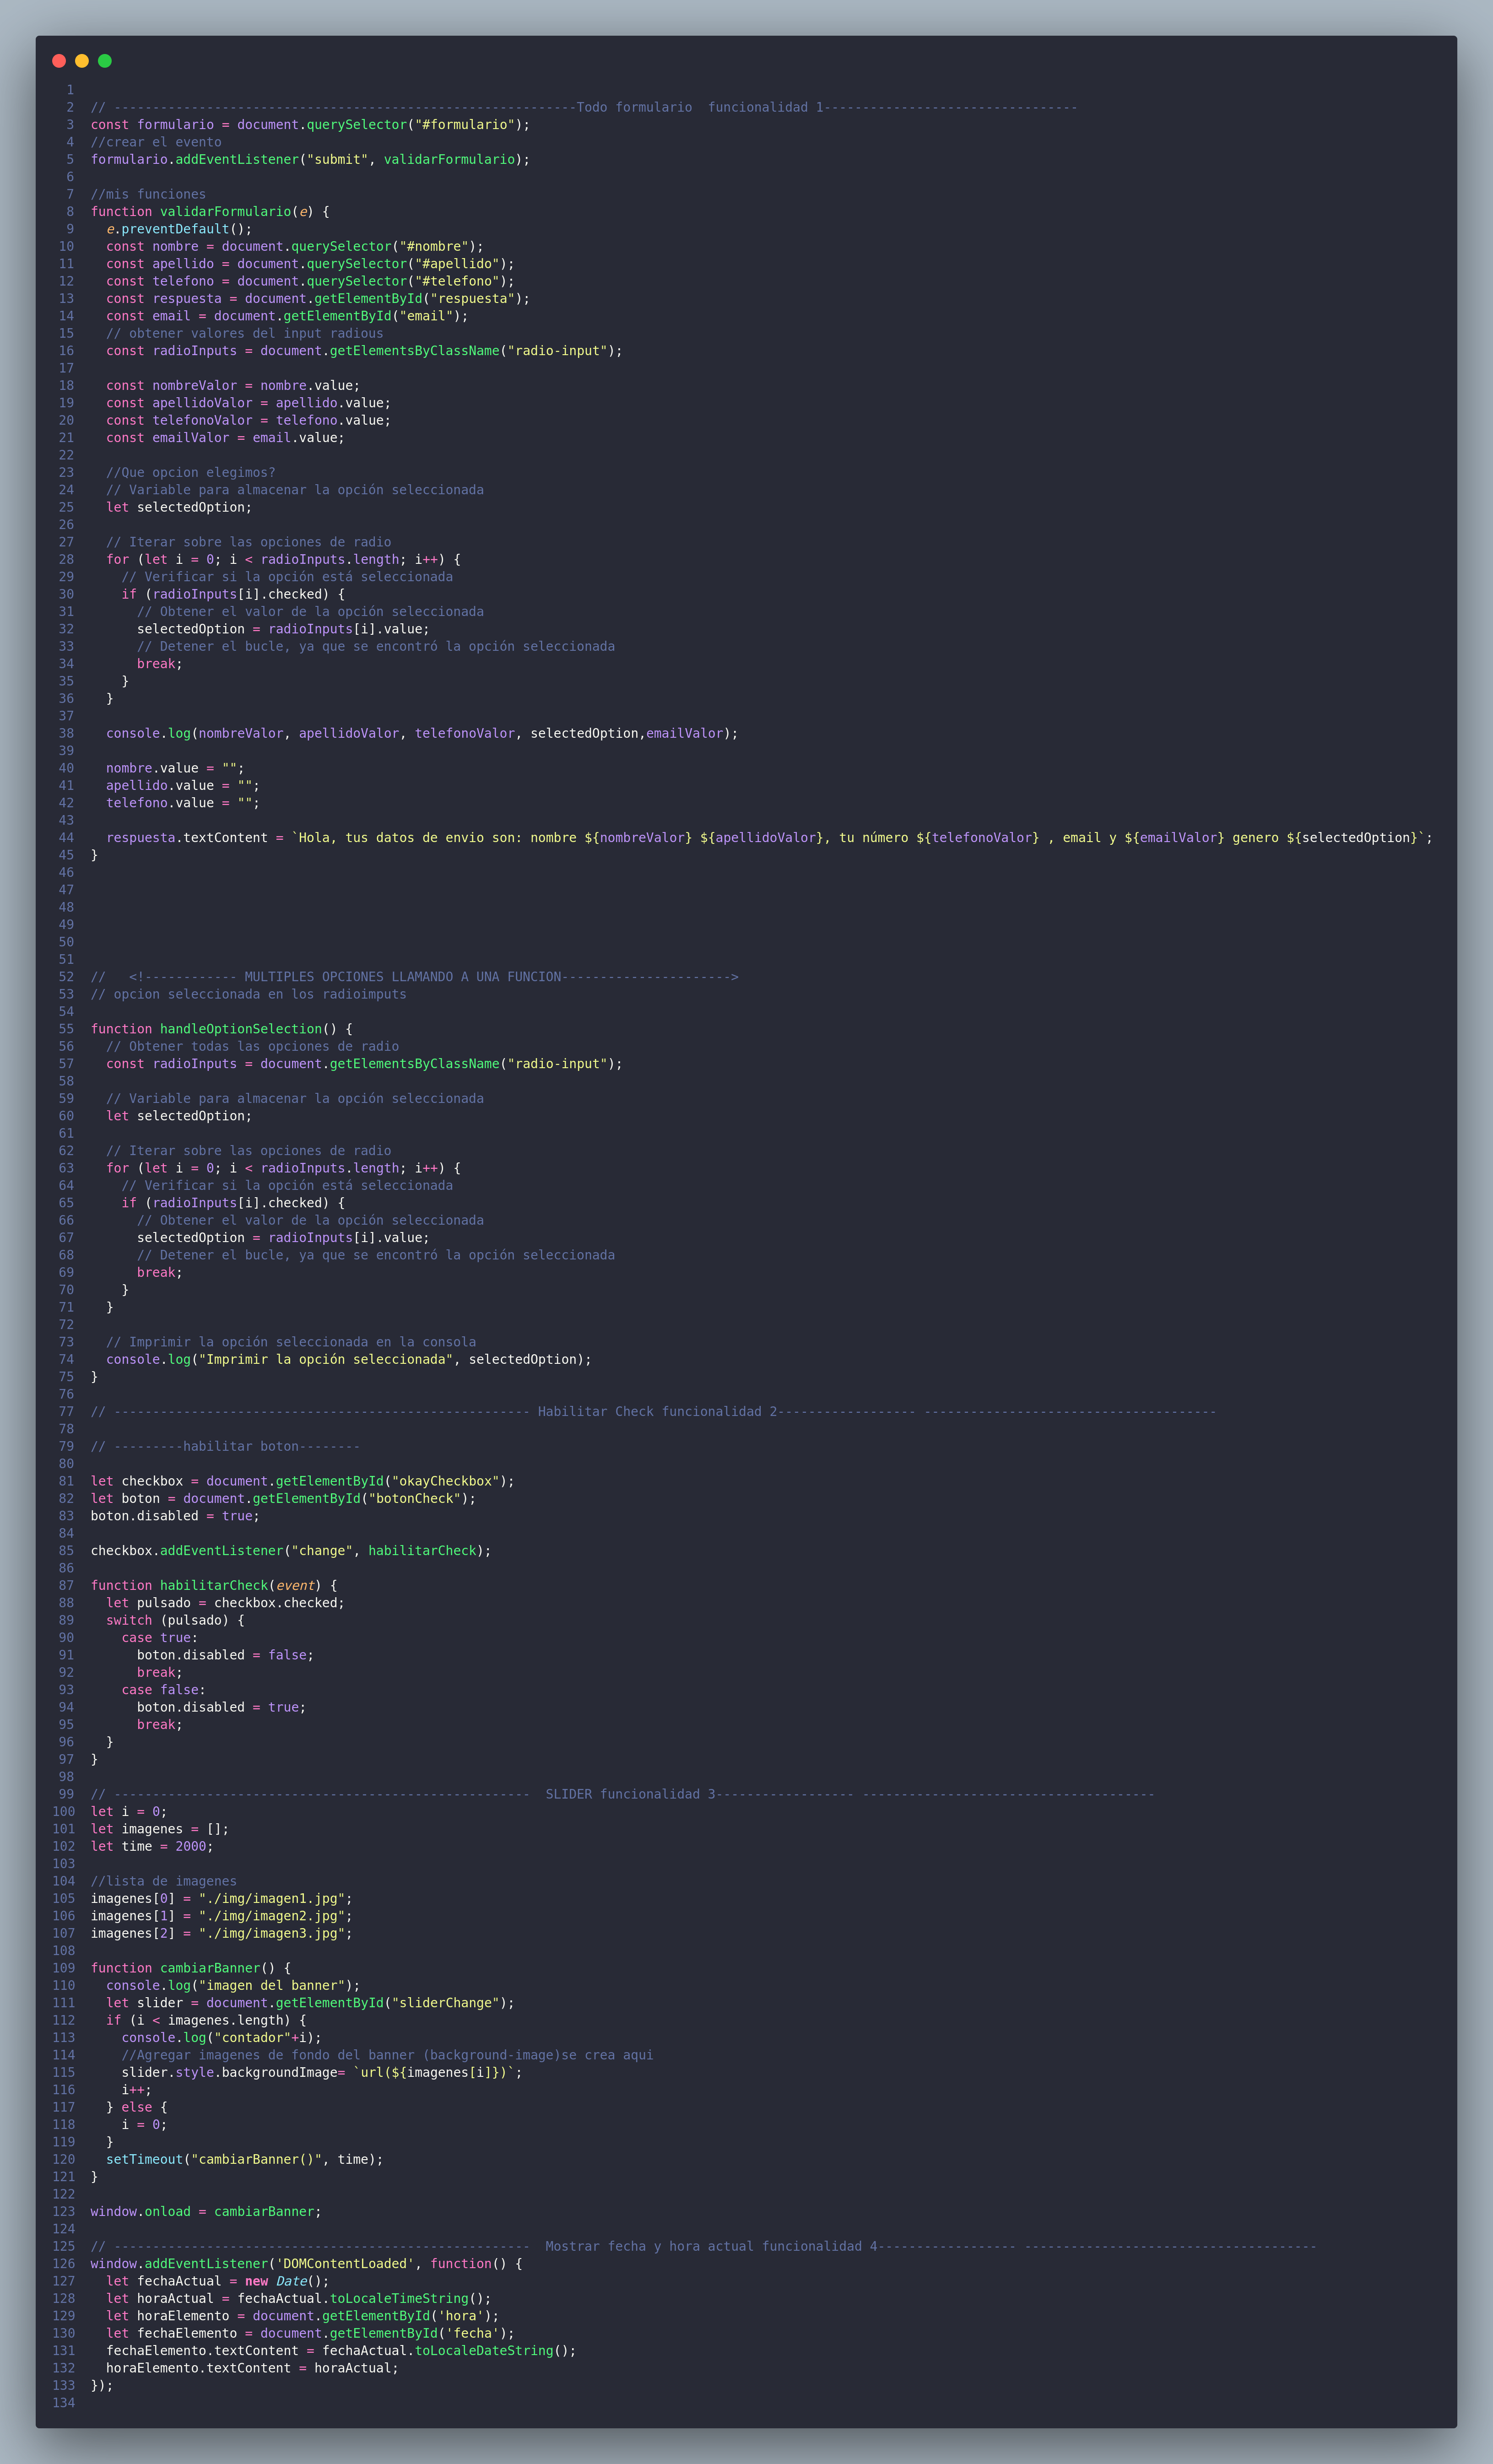 1
2 // ------------------------------------------------------------Todo formulario  funcionalidad 1---------------------------------
3 const formulario = document.querySelector("#formulario");
4 //crear el evento
5 formulario.addEventListener("submit", validarFormulario);
6
7 //mis funciones
8 function validarFormulario(e) {
9   e.preventDefault();
10   const nombre = document.querySelector("#nombre");
11   const apellido = document.querySelector("#apellido");
12   const telefono = document.querySelector("#telefono");
13   const respuesta = document.getElementById("respuesta");
14   const email = document.getElementById("email");
15   // obtener valores del input radious
16   const radioInputs = document.getElementsByClassName("radio-input");
17
18   const nombreValor = nombre.value;
19   const apellidoValor = apellido.value;
20   const telefonoValor = telefono.value;
21   const emailValor = email.value;
22
23   //Que opcion elegimos?
24   // Variable para almacenar la opción seleccionada
25   let selectedOption;
26
27   // Iterar sobre las opciones de radio
28   for (let i = 0; i < radioInputs.length; i++) {
29     // Verificar si la opción está seleccionada
30     if (radioInputs[i].checked) {
31       // Obtener el valor de la opción seleccionada
32       selectedOption = radioInputs[i].value;
33       // Detener el bucle, ya que se encontró la opción seleccionada
34       break;
35     }
36   }
37
38   console.log(nombreValor, apellidoValor, telefonoValor, selectedOption,emailValor);
39
40   nombre.value = "";
41   apellido.value = "";
42   telefono.value = "";
43
44   respuesta.textContent = `Hola, tus datos de envio son: nombre ${nombreValor} ${apellidoValor}, tu número ${telefonoValor} , email y ${emailValor} genero ${selectedOption}`;
45 }
46
47
48
49
50
51
52 //   <!------------ MULTIPLES OPCIONES LLAMANDO A UNA FUNCION---------------------->
53 // opcion seleccionada en los radioimputs
54
55 function handleOptionSelection() {
56   // Obtener todas las opciones de radio
57   const radioInputs = document.getElementsByClassName("radio-input");
58
59   // Variable para almacenar la opción seleccionada
60   let selectedOption;
61
62   // Iterar sobre las opciones de radio
63   for (let i = 0; i < radioInputs.length; i++) {
64     // Verificar si la opción está seleccionada
65     if (radioInputs[i].checked) {
66       // Obtener el valor de la opción seleccionada
67       selectedOption = radioInputs[i].value;
68       // Detener el bucle, ya que se encontró la opción seleccionada
69       break;
70     }
71   }
72
73   // Imprimir la opción seleccionada en la consola
74   console.log("Imprimir la opción seleccionada", selectedOption);
75 }
76
77 // ------------------------------------------------------ Habilitar Check funcionalidad 2------------------ --------------------------------------
78
79 // ---------habilitar boton--------
80
81 let checkbox = document.getElementById("okayCheckbox");
82 let boton = document.getElementById("botonCheck");
83 boton.disabled = true;
84
85 checkbox.addEventListener("change", habilitarCheck);
86
87 function habilitarCheck(event) {
88   let pulsado = checkbox.checked;
89   switch (pulsado) {
90     case true:
91       boton.disabled = false;
92       break;
93     case false:
94       boton.disabled = true;
95       break;
96   }
97 }
98
99 // ------------------------------------------------------  SLIDER funcionalidad 3------------------ --------------------------------------
100 let i = 0;
101 let imagenes = [];
102 let time = 2000;
103
104 //lista de imagenes
105 imagenes[0] = "./img/imagen1.jpg";
106 imagenes[1] = "./img/imagen2.jpg";
107 imagenes[2] = "./img/imagen3.jpg";
108
109 function cambiarBanner() {
110   console.log("imagen del banner");
111   let slider = document.getElementById("sliderChange");
112   if (i < imagenes.length) {
113     console.log("contador"+i);
114     //Agregar imagenes de fondo del banner (background-image)se crea aqui
115     slider.style.backgroundImage= `url(${imagenes[i]})`;
116     i++;
117   } else {
118     i = 0;
119   }
120   setTimeout("cambiarBanner()", time);
121 }
122
123 window.onload = cambiarBanner;
124
125 // ------------------------------------------------------  Mostrar fecha y hora actual funcionalidad 4------------------ --------------------------------------
126 window.addEventListener('DOMContentLoaded', function() {
127   let fechaActual = new Date();
128   let horaActual = fechaActual.toLocaleTimeString();
129   let horaElemento = document.getElementById('hora');
130   let fechaElemento = document.getElementById('fecha');
131   fechaElemento.textContent = fechaActual.toLocaleDateString();
132   horaElemento.textContent = horaActual;
133 });
134